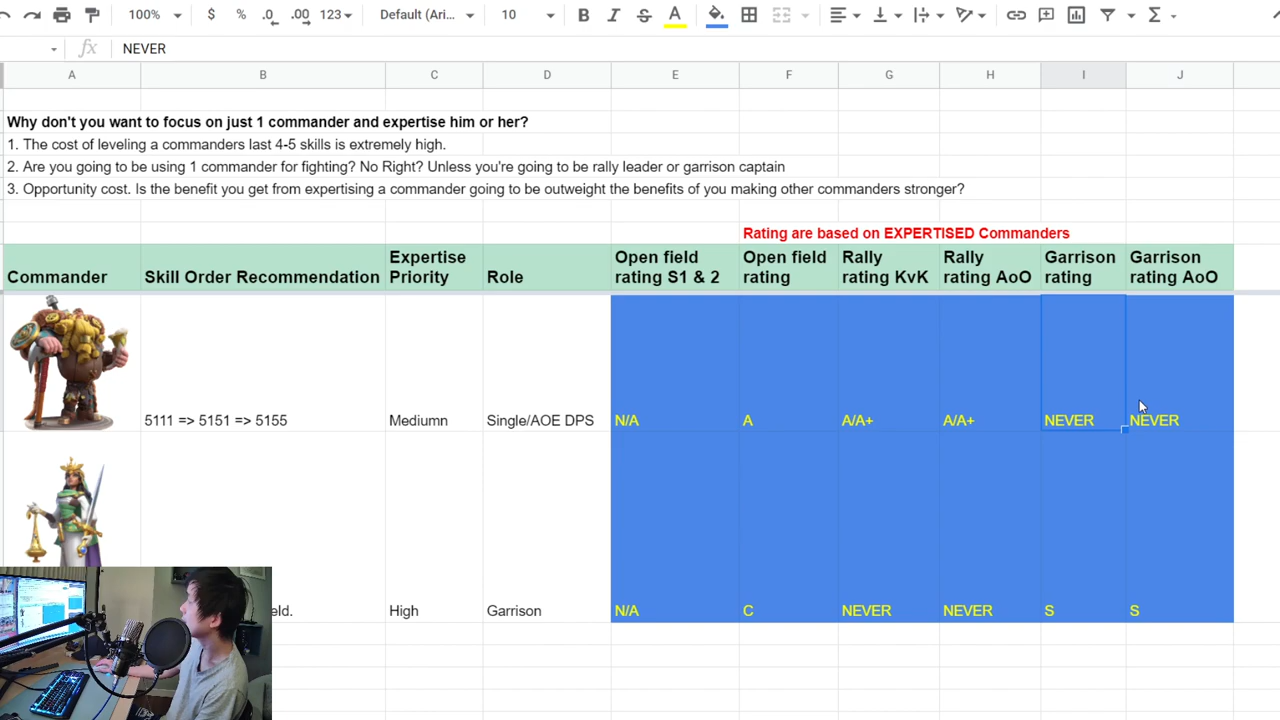 100%
$ % .0 .00 123
Default (Ari...
10
B I S A
fx NEVER
A B C D E F G H I J
Why don't you want to focus on just 1 commander and expertise him or her?
1. The cost of leveling a commanders last 4-5 skills is extremely high.
2. Are you going to be using 1 commander for fighting? No Right? Unless you're going to be rally leader or garrison captain
3. Opportunity cost. Is the benefit you get from expertising a commander going to be outweight the benefits of you making other commanders stronger?
Rating are based on EXPERTISED Commanders
Commander
Skill Order Recommendation
Expertise
Priority
Role
Open field
rating S1 & 2
Open field
rating
Rally
rating KvK
Rally
rating AoO
Garrison
rating
Garrison
rating AoO
5111 => 5151 => 5155 Mediumn Single/AOE DPS N/A A A/A+ A/A+ NEVER NEVER
eld. High Garrison N/A C NEVER NEVER S S